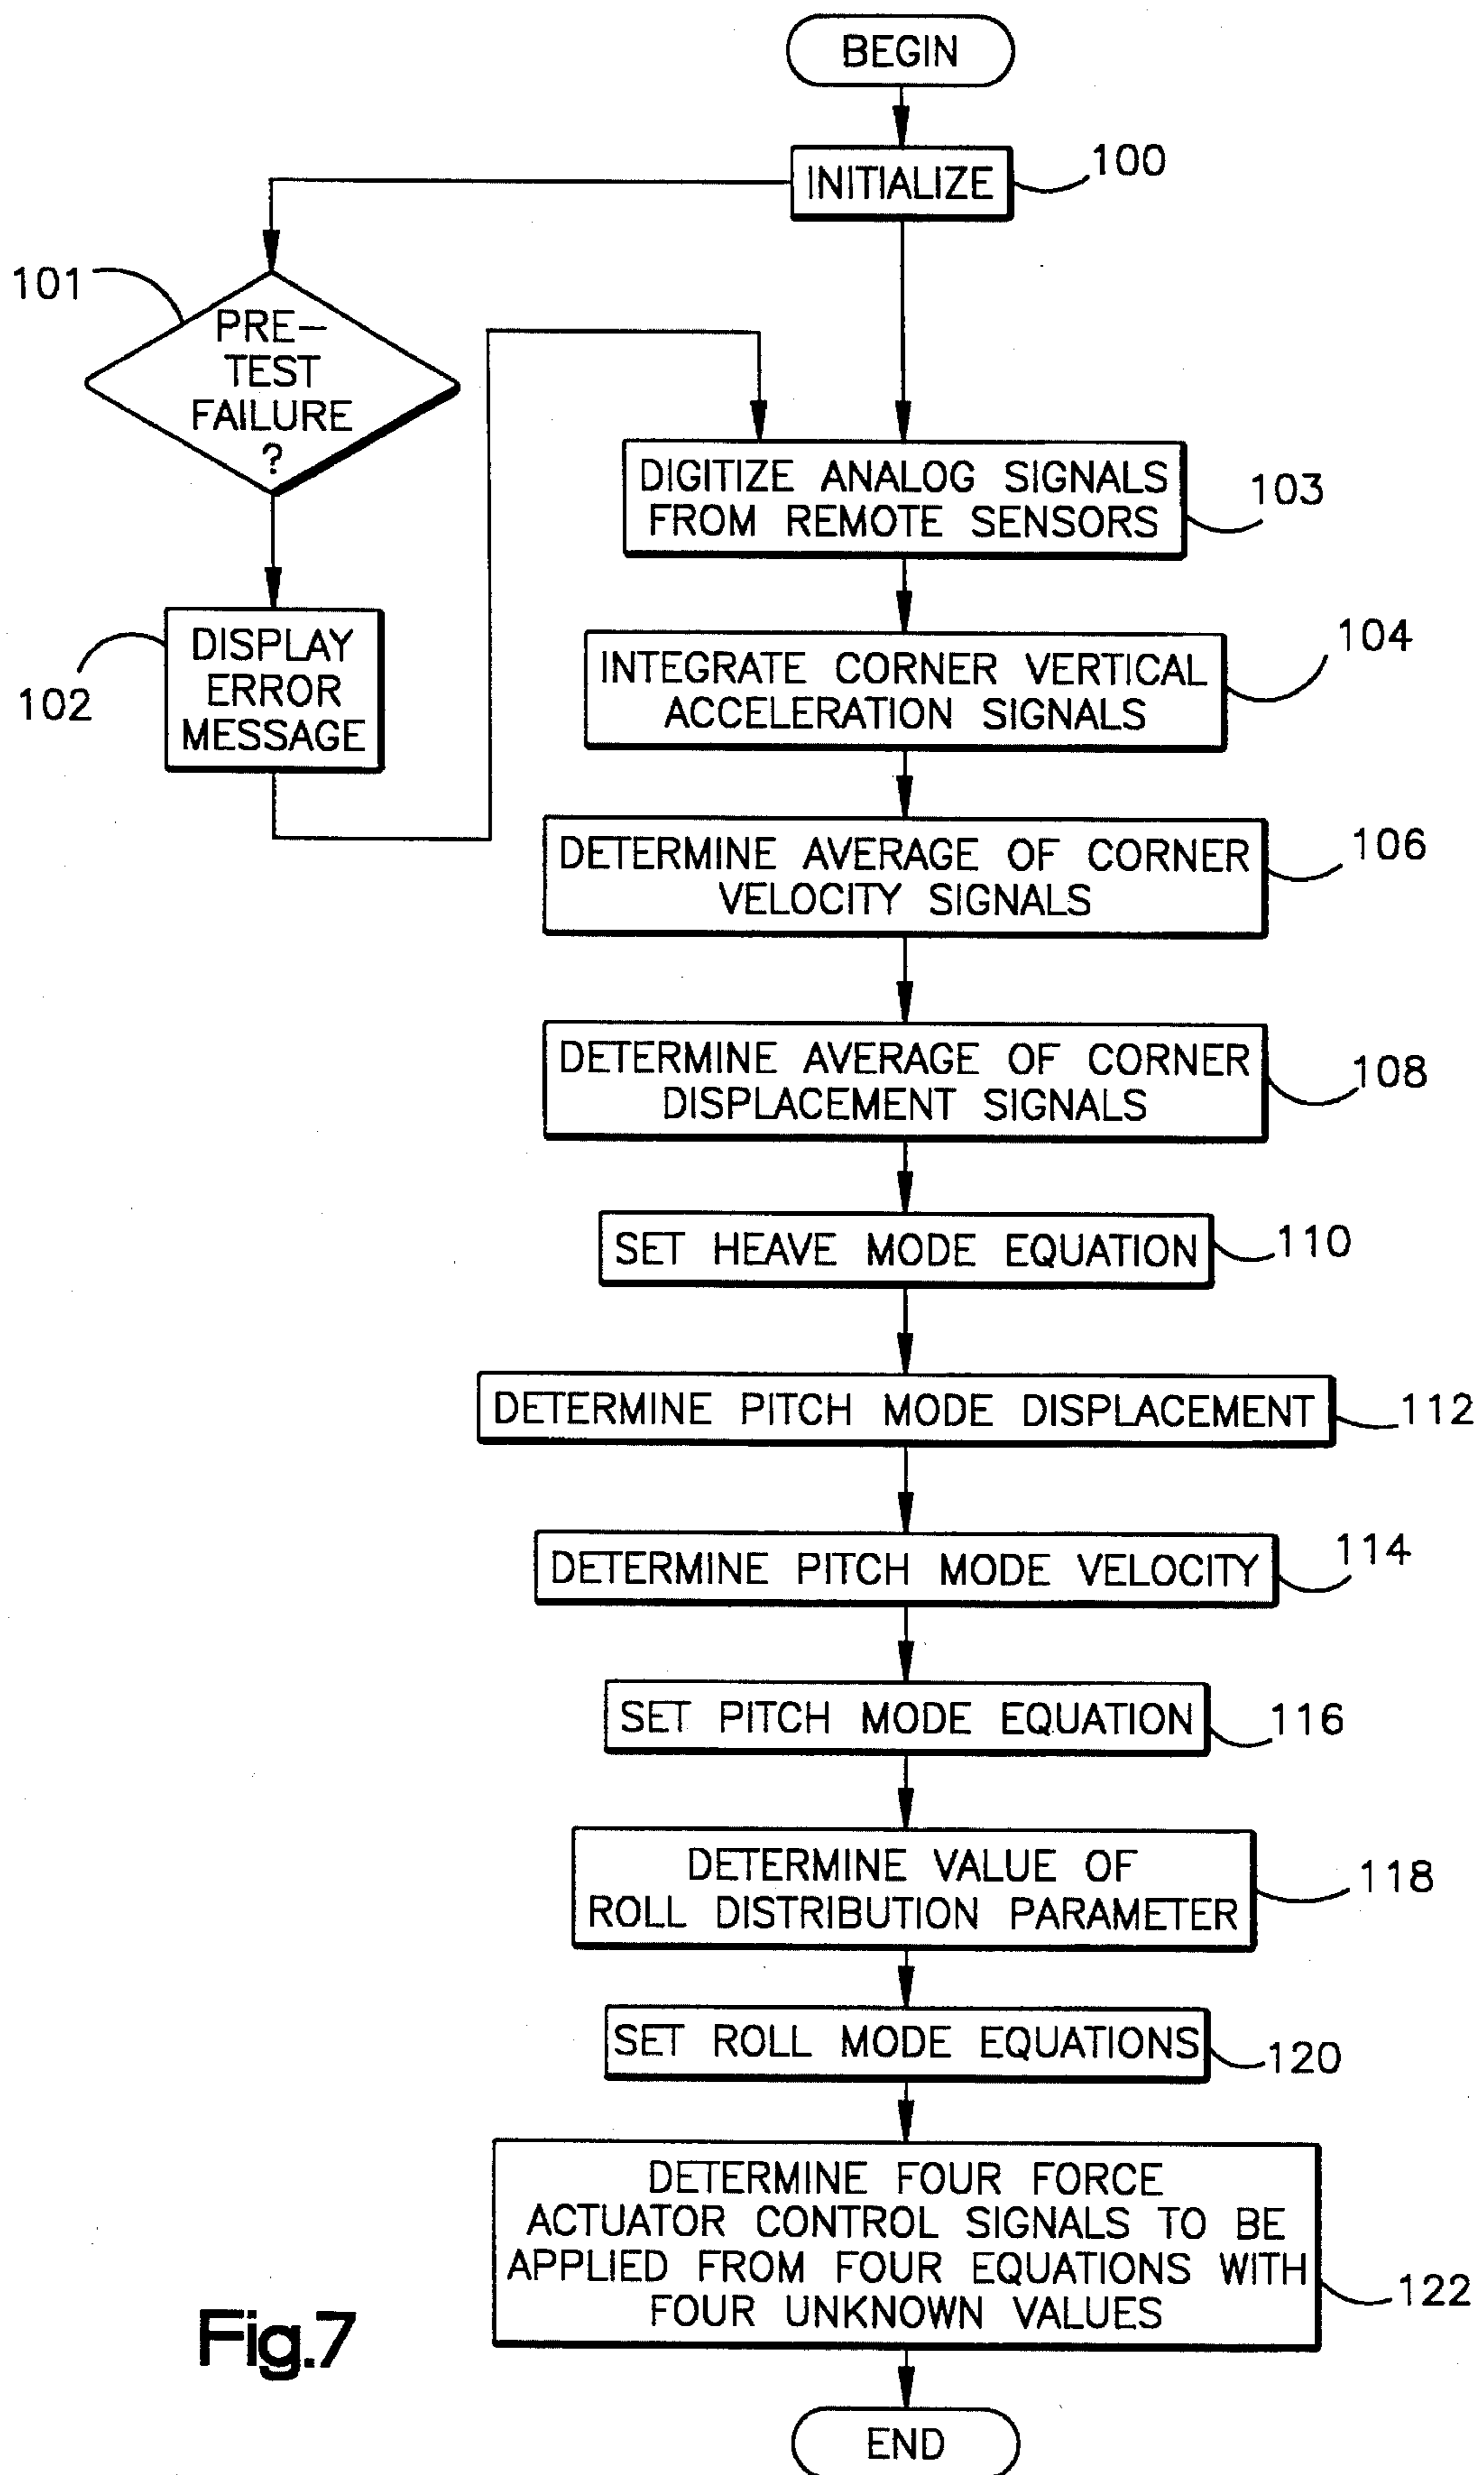 BEGIN
INITIALIZE
100
101
PRE-
TEST
FAILURE
?
DISPLAY
ERROR
MESSAGE
102
DIGITIZE ANALOG SIGNALS
FROM REMOTE SENSORS
103
INTEGRATE CORNER VERTICAL
ACCELERATION SIGNALS
104
DETERMINE AVERAGE OF CORNER
VELOCITY SIGNALS
106
DETERMINE AVERAGE OF CORNER
DISPLACEMENT SIGNALS
108
SET HEAVE MODE EQUATION
110
DETERMINE PITCH MODE DISPLACEMENT
112
DETERMINE PITCH MODE VELOCITY
114
SET PITCH MODE EQUATION
116
DETERMINE VALUE OF
ROLL DISTRIBUTION PARAMETER
118
SET ROLL MODE EQUATIONS
120
DETERMINE FOUR FORCE
ACTUATOR CONTROL SIGNALS TO BE
APPLIED FROM FOUR EQUATIONS WITH
FOUR UNKNOWN VALUES
122
END
Fig.7